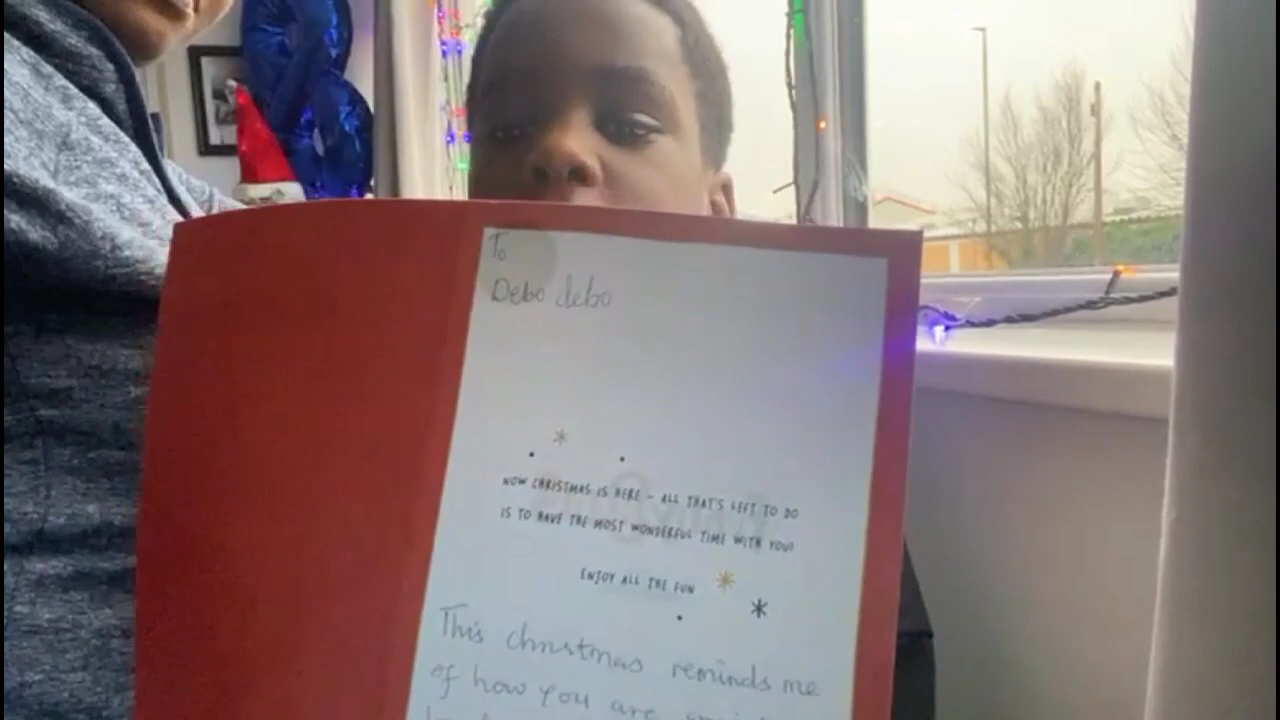 To
Debo debo
NOW CHRISTMAS IS HERE – ALL THAT'S LEFT TO DO
IS TO HAVE THE MOST WONDERFUL TIME WITH YOU!
ENJOY ALL THE FUN
This christmas reminds me
of how you are